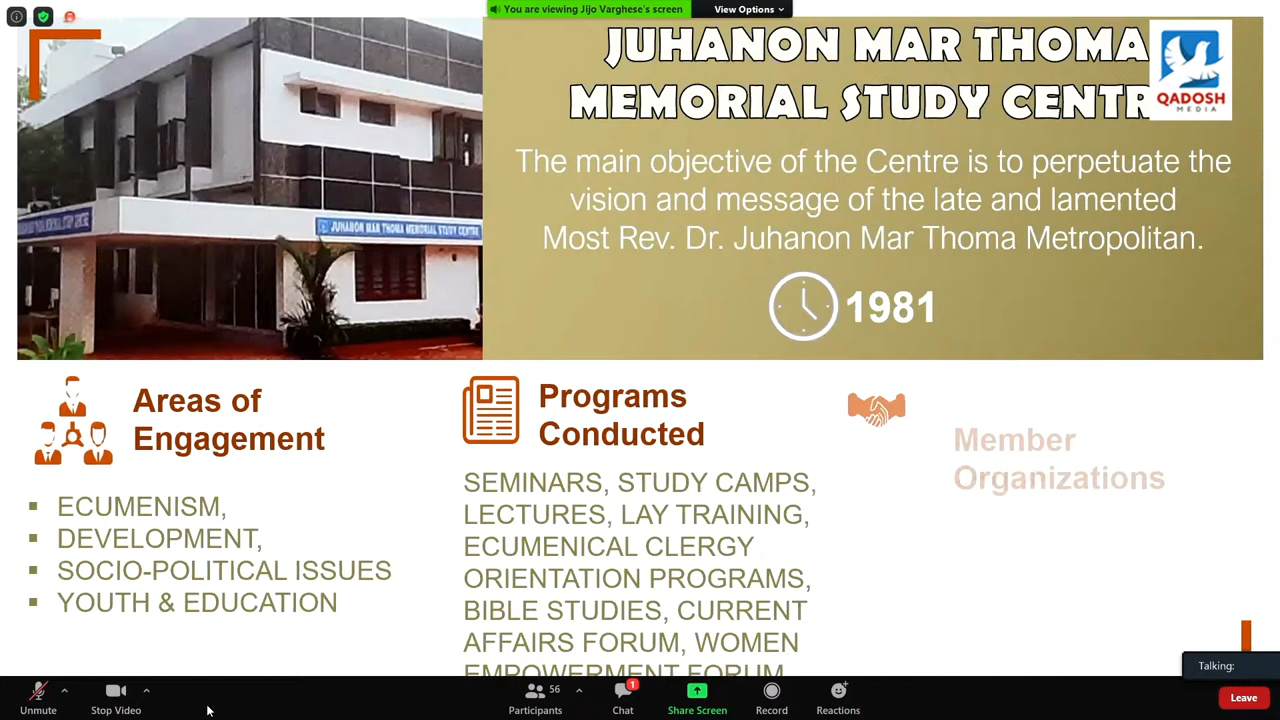 You are viewing Jijo Varghese's screen
View Options
JUHANON MAR THOMA
MEMORIAL STUDY CENTR
QADOSH
MEDIA
The main objective of the Centre is to perpetuate the
vision and message of the late and lamented
Most Rev. Dr. Juhanon Mar Thoma Metropolitan.
1981
JUHANON MAR THOMA MEMORIAL STUDY CENTRE
Areas of
Engagement
ECUMENISM,
DEVELOPMENT,
SOCIO-POLITICAL ISSUES
YOUTH & EDUCATION
Programs
Conducted
SEMINARS, STUDY CAMPS,
LECTURES, LAY TRAINING,
ECUMENICAL CLERGY
ORIENTATION PROGRAMS,
BIBLE STUDIES, CURRENT
AFFAIRS FORUM, WOMEN
EMPOWERMENT FORUM
Member
Organizations
Talking:
Unmute
Stop Video
56
Participants
1
Chat
Share Screen
Record
Reactions
Leave